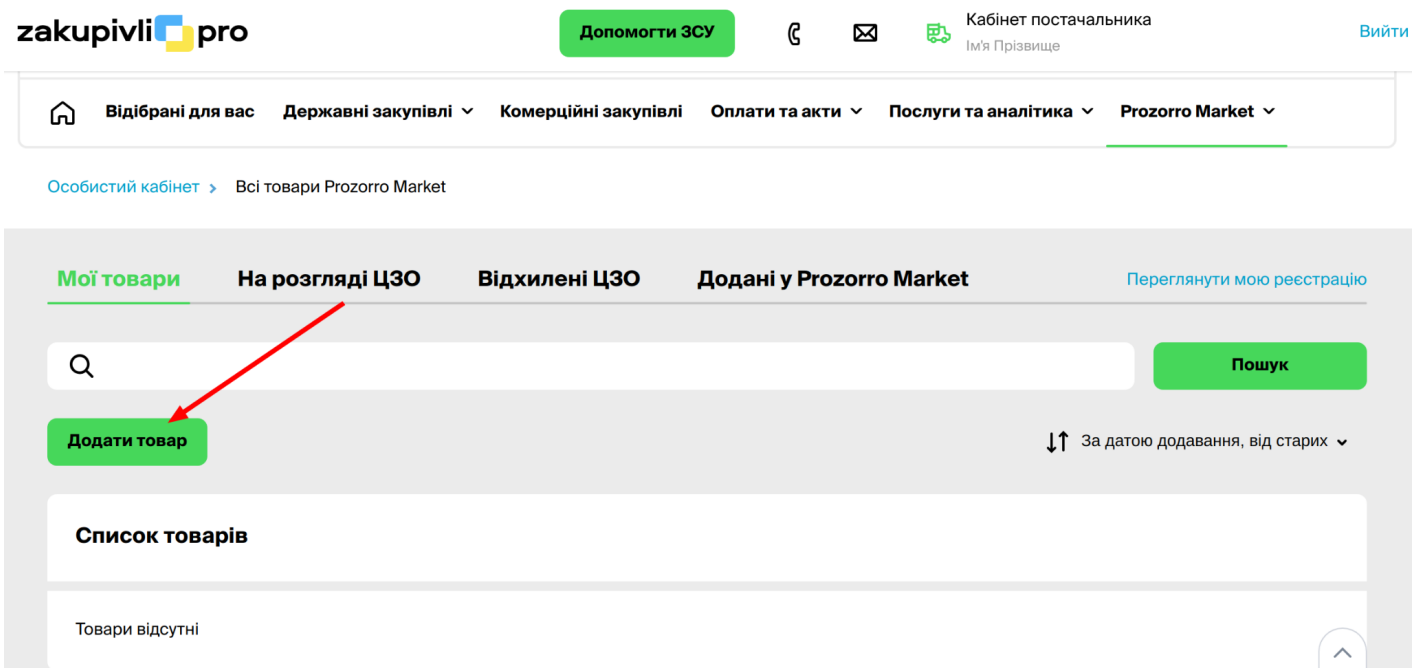 zakupivli pro
Допомогти ЗСУ
Кабінет постачальника
Ім'я Прізвище
Вийти
Відібрані для вас Державні закупівлі Комерційні закупівлі Оплати та акти Послуги та аналітика Prozorro Market
Особистий кабінет > Всі товари Prozorro Market
Мої товари На розгляді ЦЗО Відхилені ЦЗО Додані у Prozorro Market Переглянути мою реєстрацію
Пошук
Додати товар За датою додавання, від старих
Список товарів
Товари відсутні